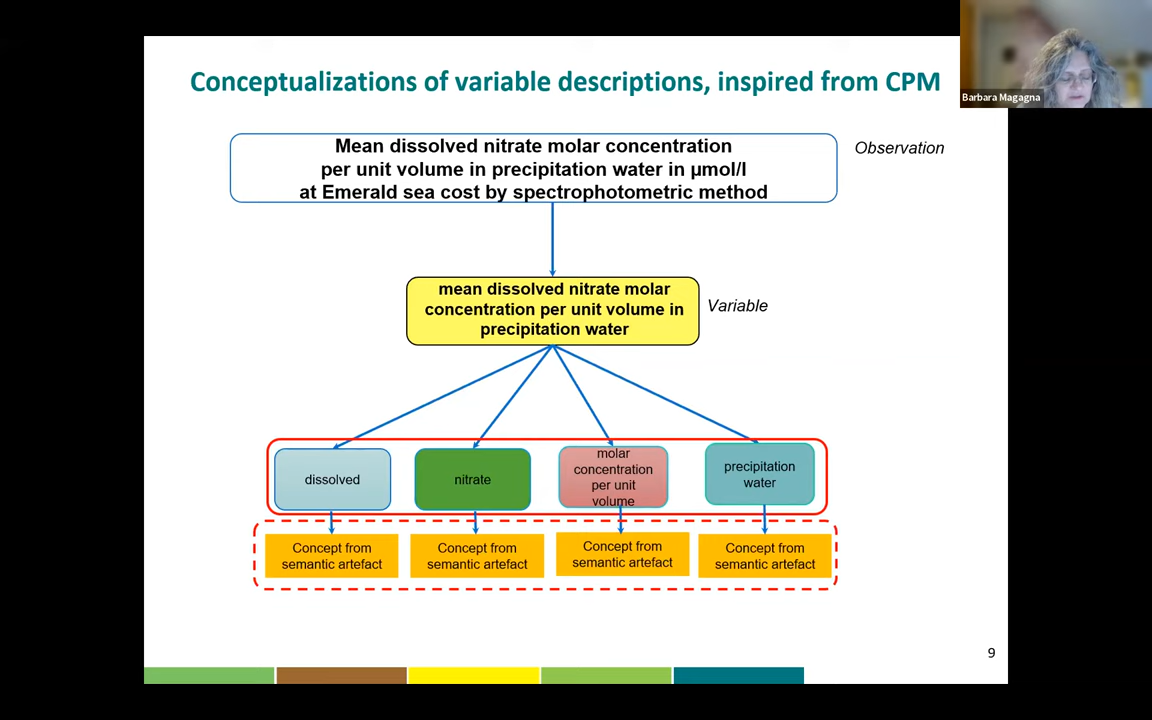 Conceptualizations of variable descriptions, inspired from CPM
Barbara Magagna
Mean dissolved nitrate molar concentration
per unit volume in precipitation water in µmol/l
at Emerald sea cost by spectrophotometric method
Observation
mean dissolved nitrate molar
concentration per unit volume in
precipitation water
Variable
dissolved
nitrate
molar
concentration
per unit
volume
precipitation
water
Concept from
semantic artefact
Concept from
semantic artefact
Concept from
semantic artefact
Concept from
semantic artefact
9